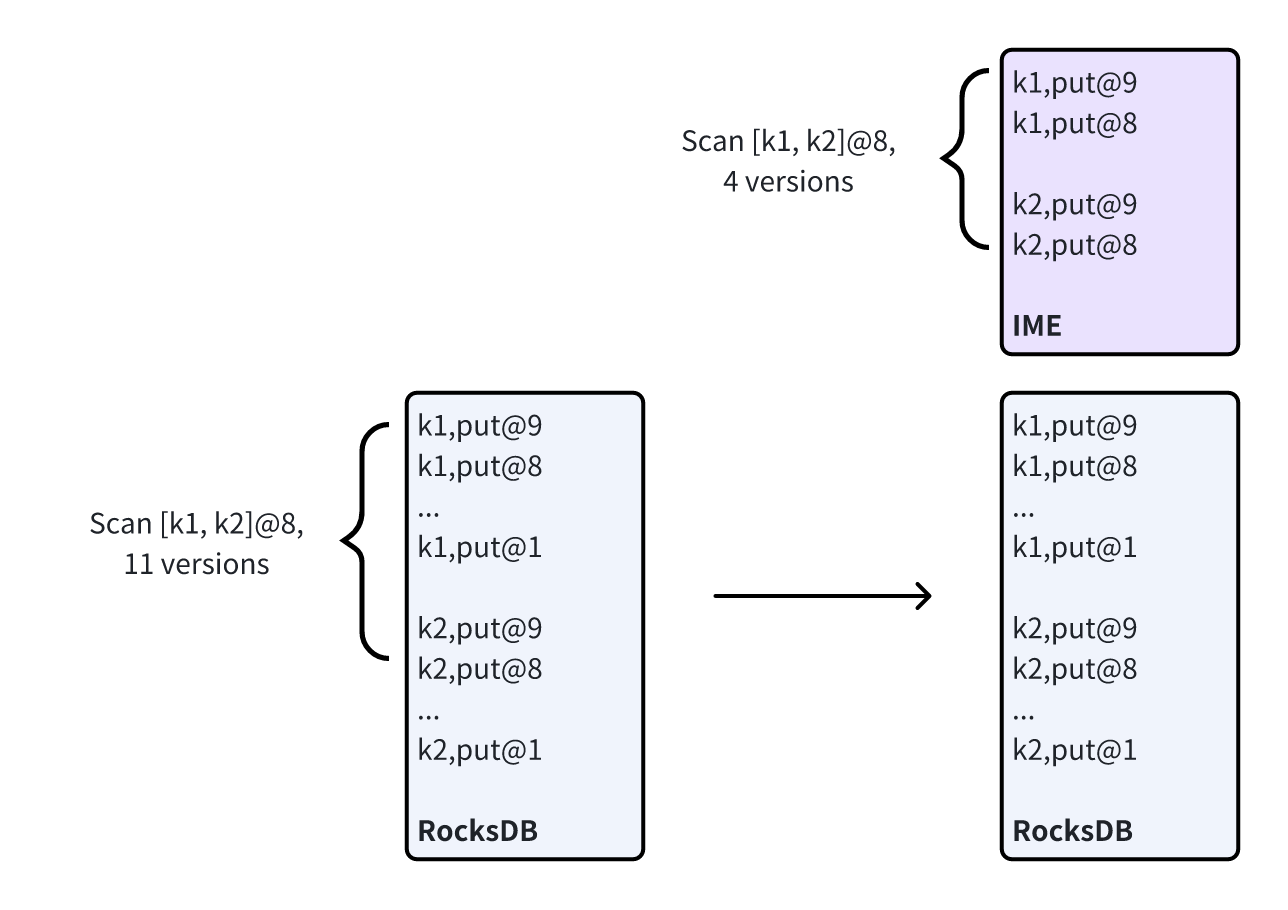 k1,put@9
k1,put@8
Scan [k1, k2]@8,
4 versions
k2,put@9
k2,put@8
IME
k1,put@9
k1,put@8
...
k1,put@1
Scan [k1, k2]@8,
11 versions
k2,put@9
k2,put@8
...
k2,put@1
RocksDB
k1,put@9
k1,put@8
...
k1,put@1
k2,put@9
k2,put@8
...
k2,put@1
RocksDB